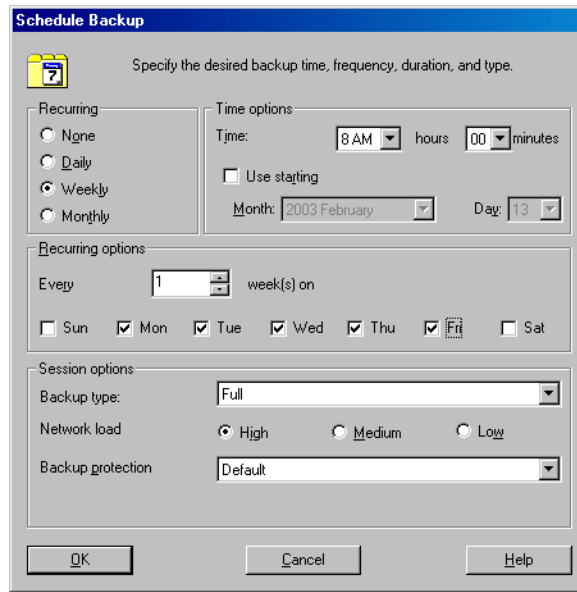 Schedule Backup
7
Specify the desired backup time, frequency, duration, and type.
Recurring
None
Daily
Weekly
Monthly
Time options
Time: 8 AM hours 00 minutes
Use starting
Month: 2003 February Day: 13
Recurring options
Every 1 week(s) on
Sun Mon Tue Wed Thu Fri Sat
Session options
Backup type: Full
Network load High Medium Low
Backup protection Default
OK Cancel Help